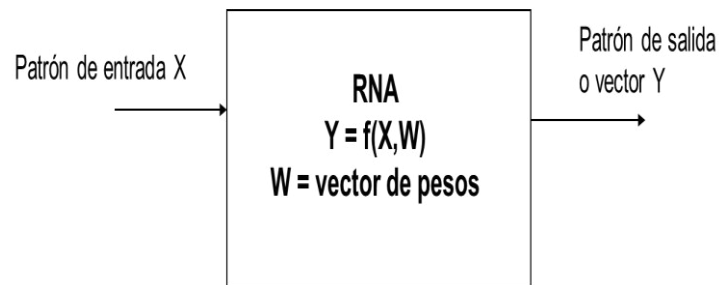 Patrón de entrada X
RNA
Y = f(X,W)
W = vector de pesos
Patrón de salida
o vector Y